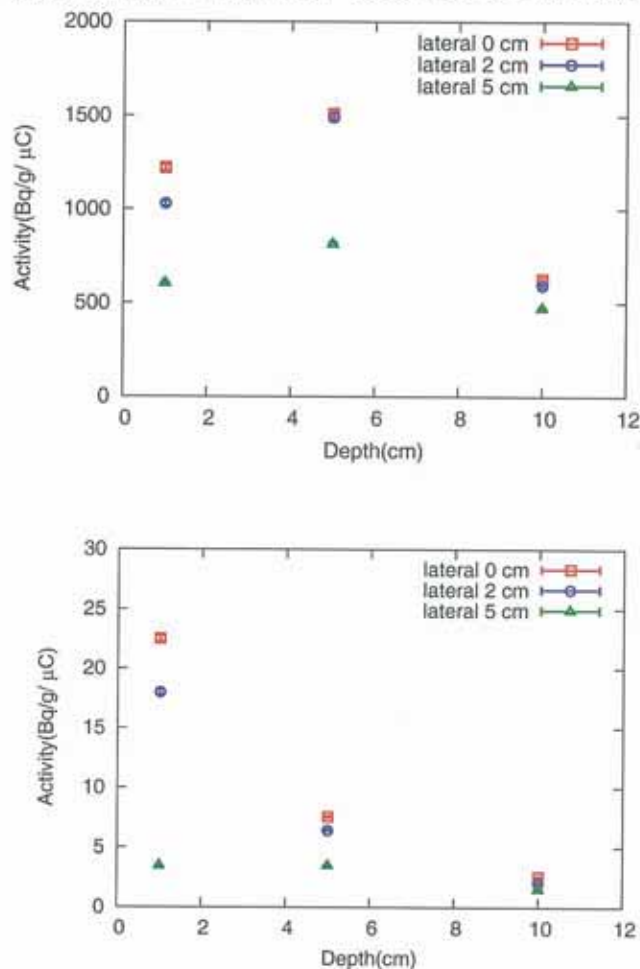 2000
1500
1000
500
0
Activity(Bq/g/ μC)
lateral 0 cm
lateral 2 cm
lateral 5 cm
0 2 4 6 8 10 12
Depth(cm)
30
25
20
15
10
5
0
Activity(Bq/g/ μC)
lateral 0 cm
lateral 2 cm
lateral 5 cm
0 2 4 6 8 10 12
Depth(cm)